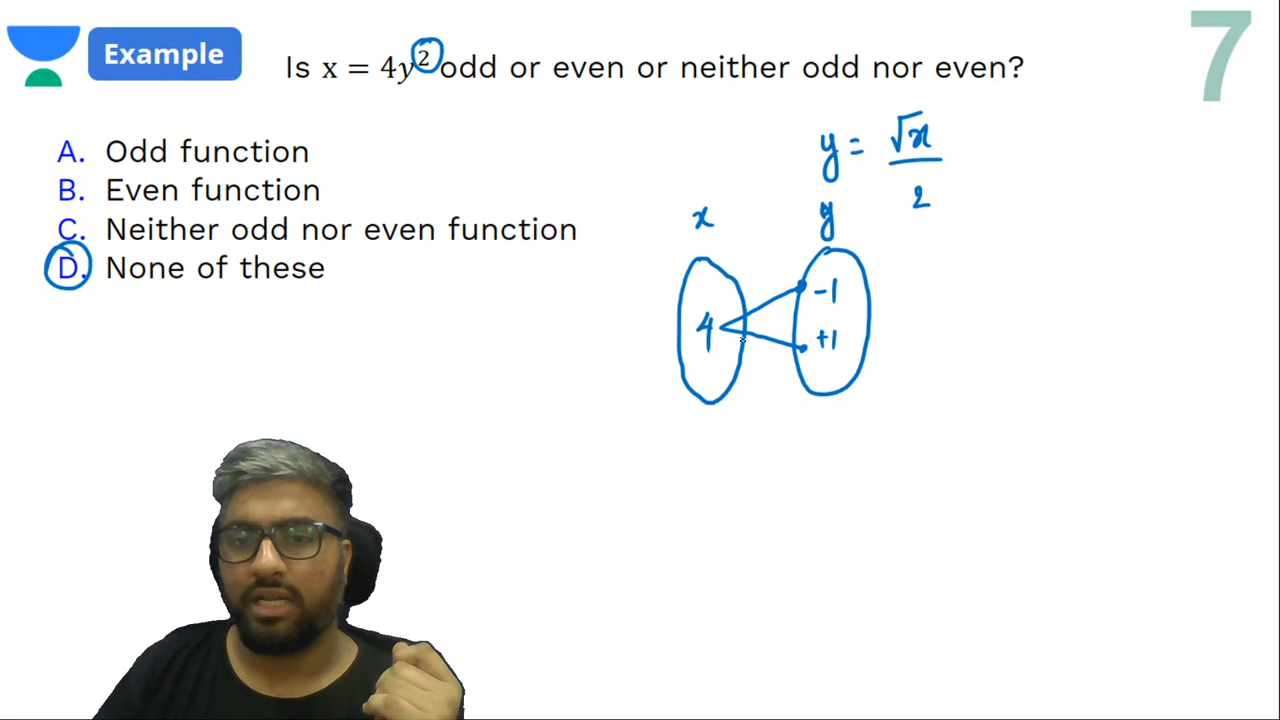 Example
Is x = 4y² odd or even or neither odd nor even?
7
A. Odd function
B. Even function
C. Neither odd nor even function
D. None of these
y = √x / 2
x y
4
-1
+1